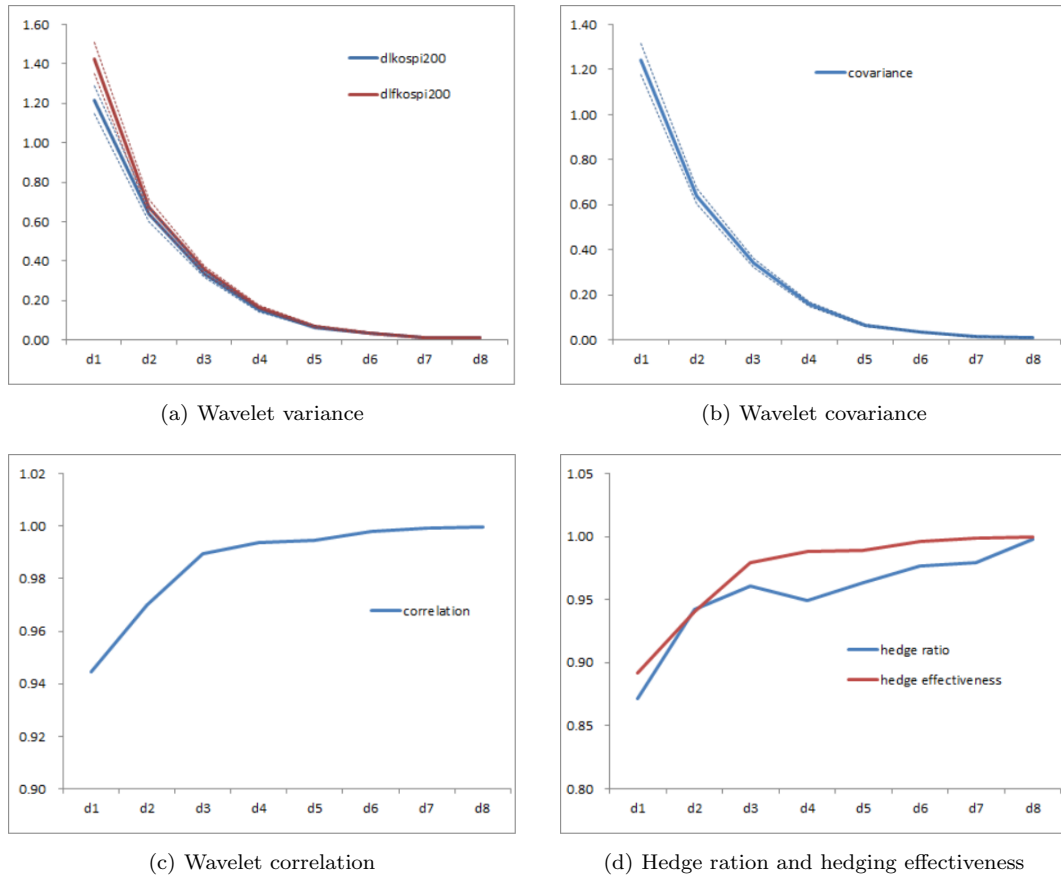 1.60
1.40
1.20
1.00
0.80
0.60
0.40
0.20
0.00
d1 d2 d3 d4 d5 d6 d7 d8
dlkospi200
dlfkospi200
(a) Wavelet variance
1.40
1.20
1.00
0.80
0.60
0.40
0.20
0.00
d1 d2 d3 d4 d5 d6 d7 d8
covariance
(b) Wavelet covariance
1.02
1.00
0.98
0.96
0.94
0.92
0.90
d1 d2 d3 d4 d5 d6 d7 d8
correlation
(c) Wavelet correlation
1.05
1.00
0.95
0.90
0.85
0.80
d1 d2 d3 d4 d5 d6 d7 d8
hedge ratio
hedge effectiveness
(d) Hedge ration and hedging effectiveness